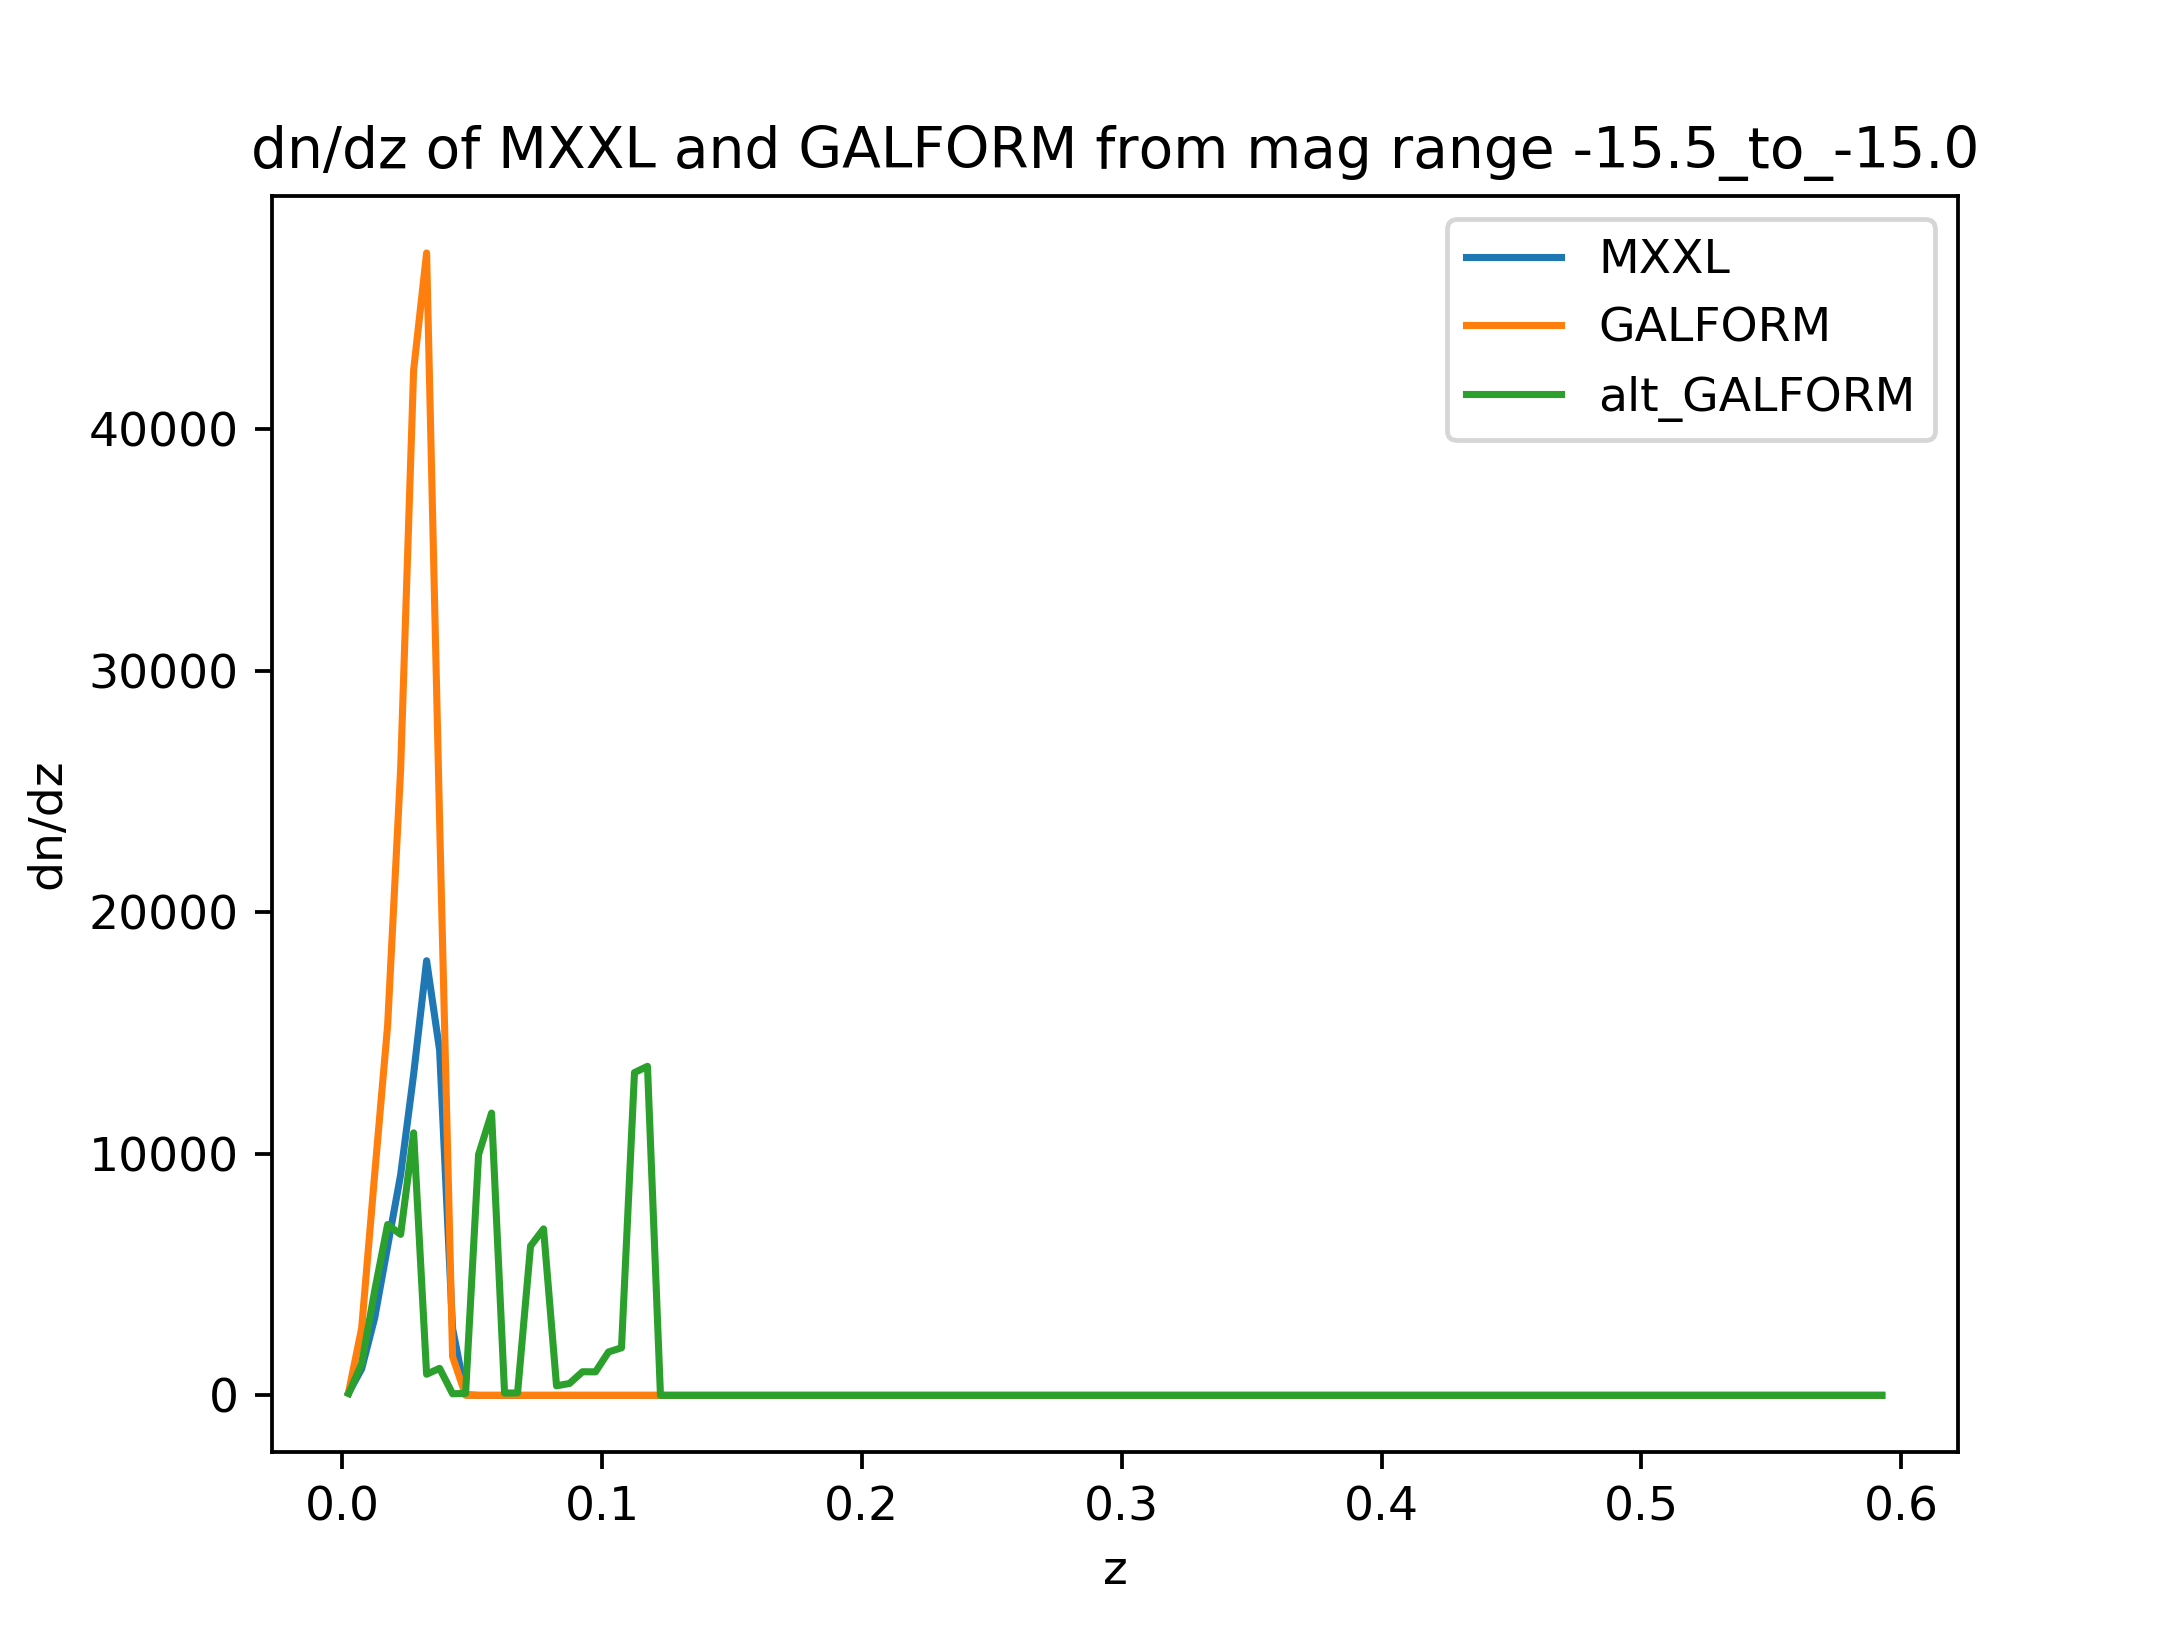 dn/dz of MXXL and GALFORM from mag range -15.5_to_-15.0
MXXL
GALFORM
alt_GALFORM
dn/dz
40000
30000
20000
10000
0
0.0 0.1 0.2 0.3 0.4 0.5 0.6
z